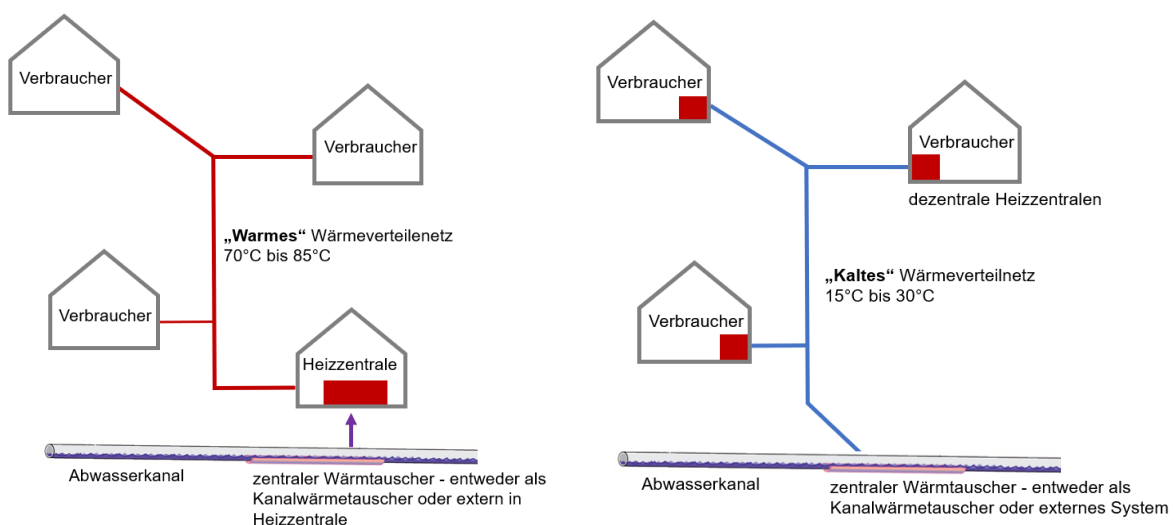 Verbraucher
Verbraucher
„Warmes“ Wärmeverteilenetz
70°C bis 85°C
Verbraucher
Heizzentrale
Abwasserkanal
zentraler Wärmtauscher - entweder als
Kanalwärmetauscher oder extern in
Heizzentrale
Verbraucher
Verbraucher
dezentrale Heizzentralen
„Kaltes“ Wärmeverteilnetz
15°C bis 30°C
Verbraucher
Abwasserkanal
zentraler Wärmtauscher - entweder als
Kanalwärmetauscher oder externes System